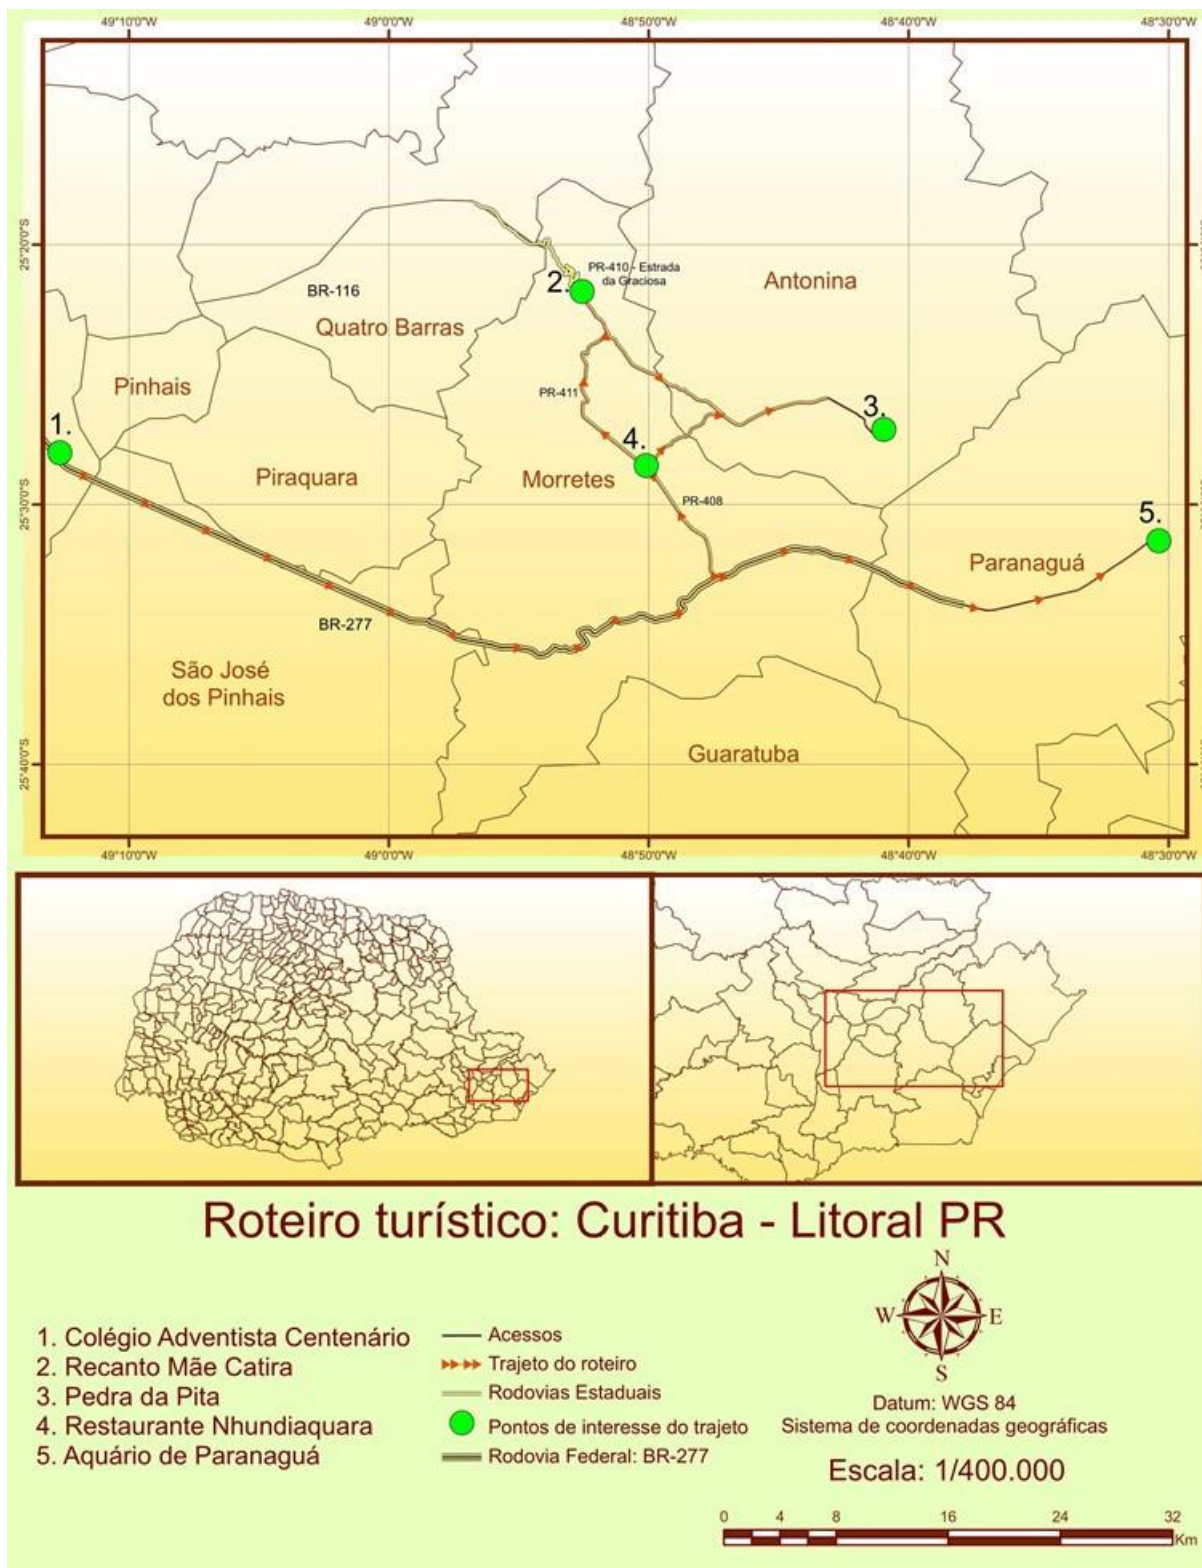 49°10'0"W 49°0'0"W 48°50'0"W 48°40'0"W 48°30'0"W
25°20'0"S
PR-410 - Estrada
da Graciosa
2.
Antonina
BR-116
Quatro Barras
Pinhais
PR-411
3.
1.
4.
Piraquara
Morretes
PR-408
25°30'0"S
5.
Paranaguá
BR-277
São José
dos Pinhais
Guaratuba
25°40'0"S
49°10'0"W 49°0'0"W 48°50'0"W 48°40'0"W 48°30'0"W
Roteiro turístico: Curitiba - Litoral PR
1. Colégio Adventista Centenário
2. Recanto Mãe Catira
3. Pedra da Pita
4. Restaurante Nhundiaquara
5. Aquário de Paranaguá
Acessos
Trajeto do roteiro
Rodovias Estaduais
Pontos de interesse do trajeto
Rodovia Federal: BR-277
N
W E
S
Datum: WGS 84
Sistema de coordenadas geográficas
Escala: 1/400.000
0 4 8 16 24 32
Km